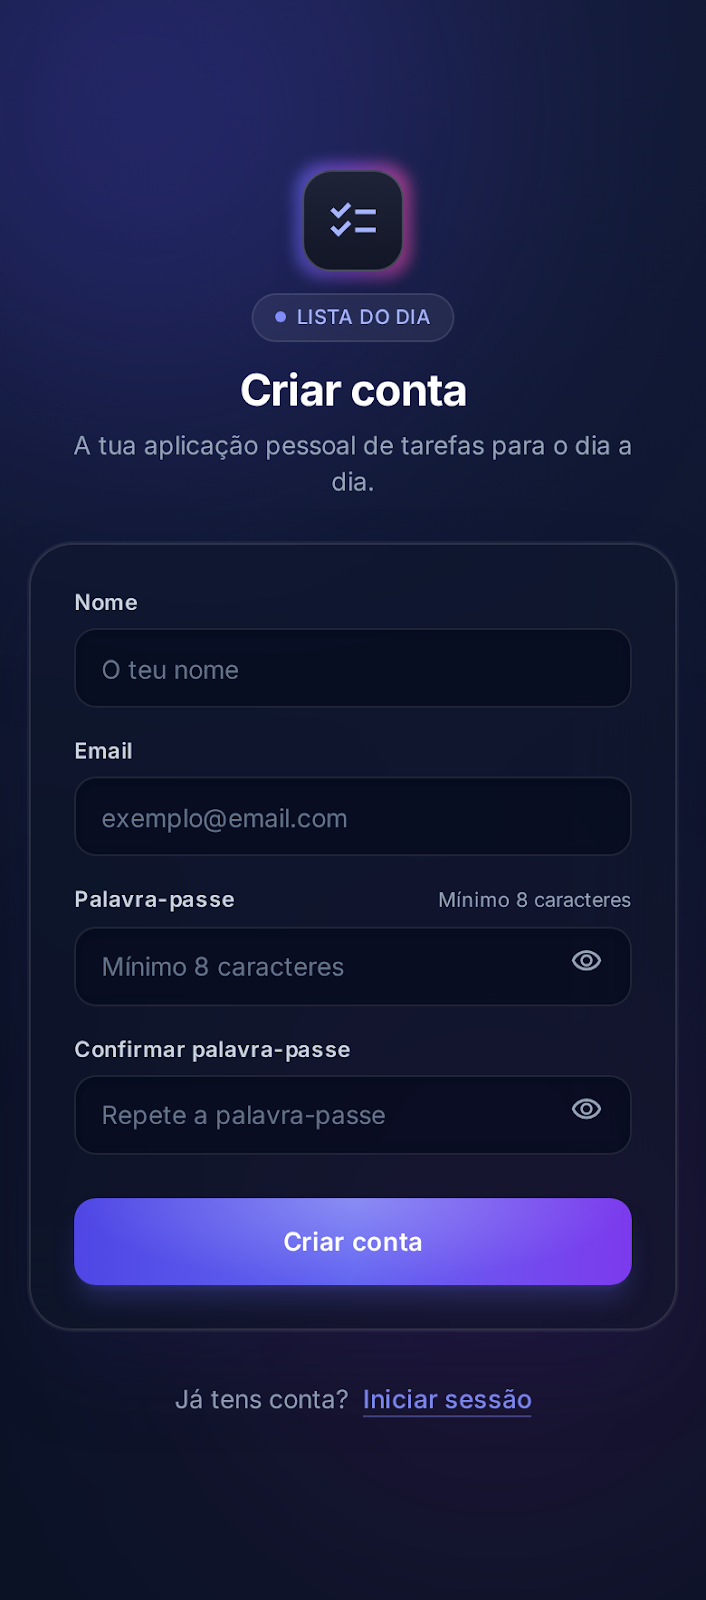 LISTA DO DIA
Criar conta
A tua aplicação pessoal de tarefas para o dia a
dia.
Nome
O teu nome
Email
exemplo@email.com
Palavra-passe Mínimo 8 caracteres
Mínimo 8 caracteres
Confirmar palavra-passe
Repete a palavra-passe
Criar conta
Já tens conta? Iniciar sessão